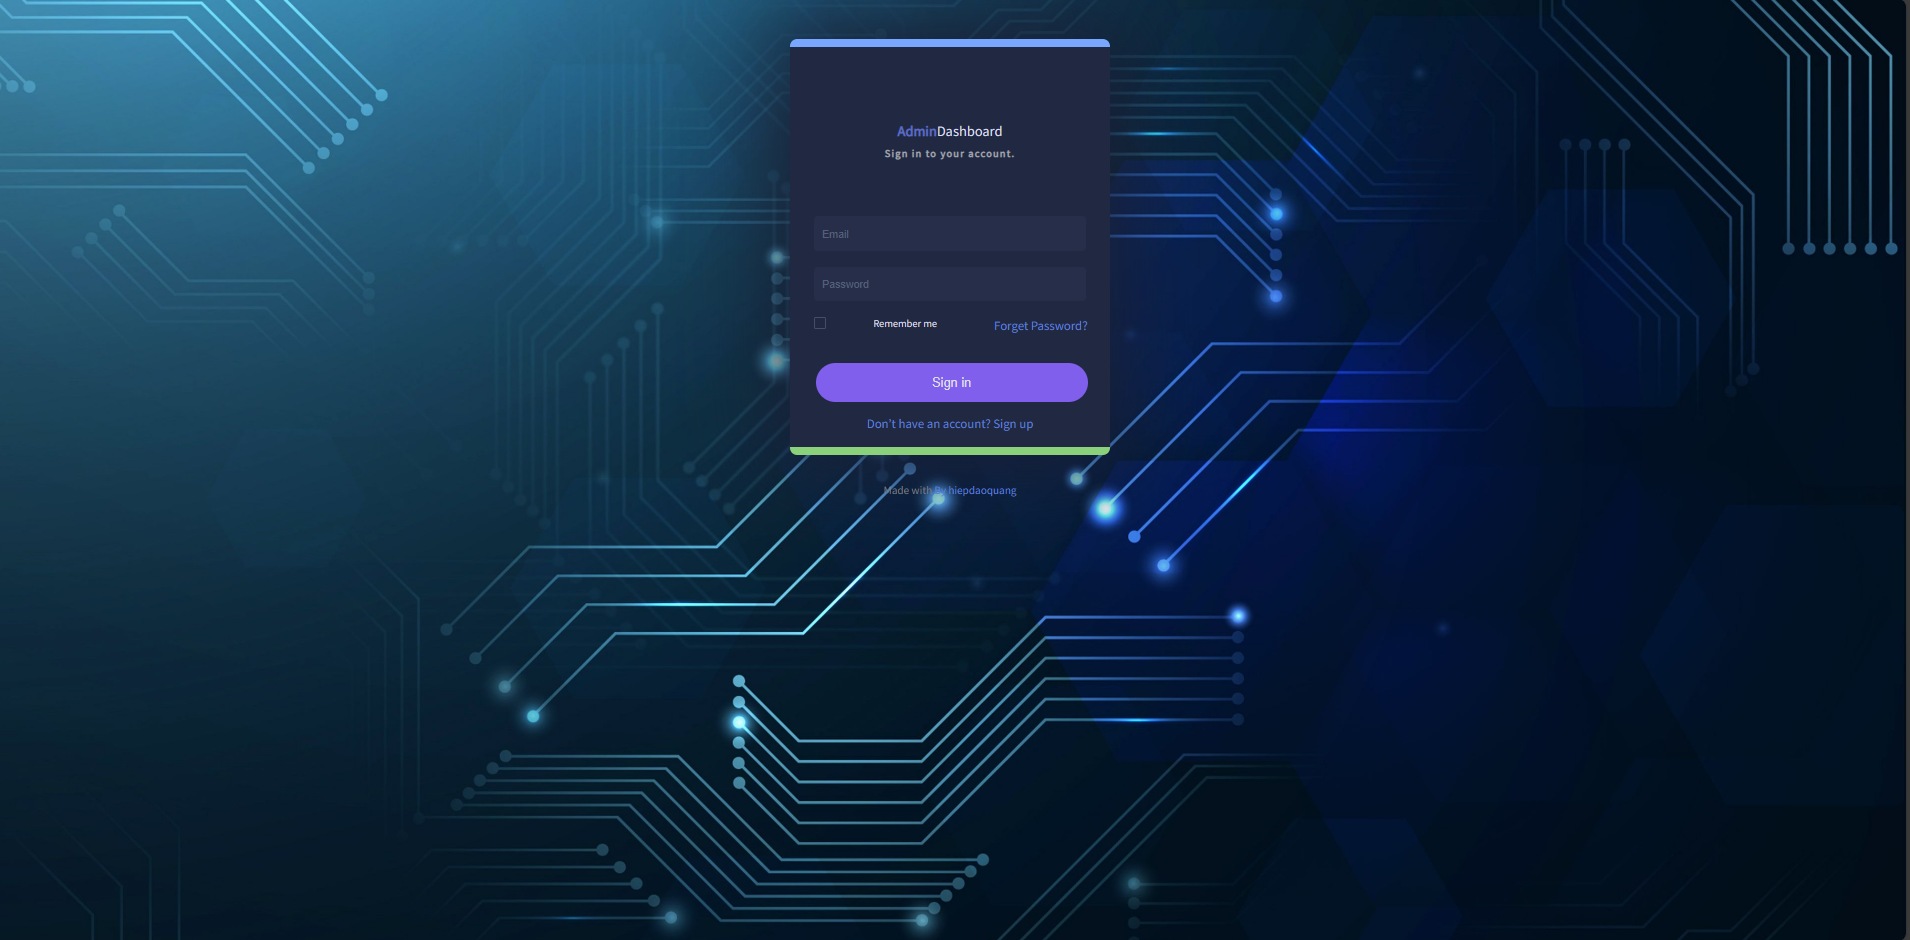 AdminDashboard
Sign in to your account.
Email
Password
Remember me
Forget Password?
Sign in
Don't have an account? Sign up
Made with By hiepdaoquang